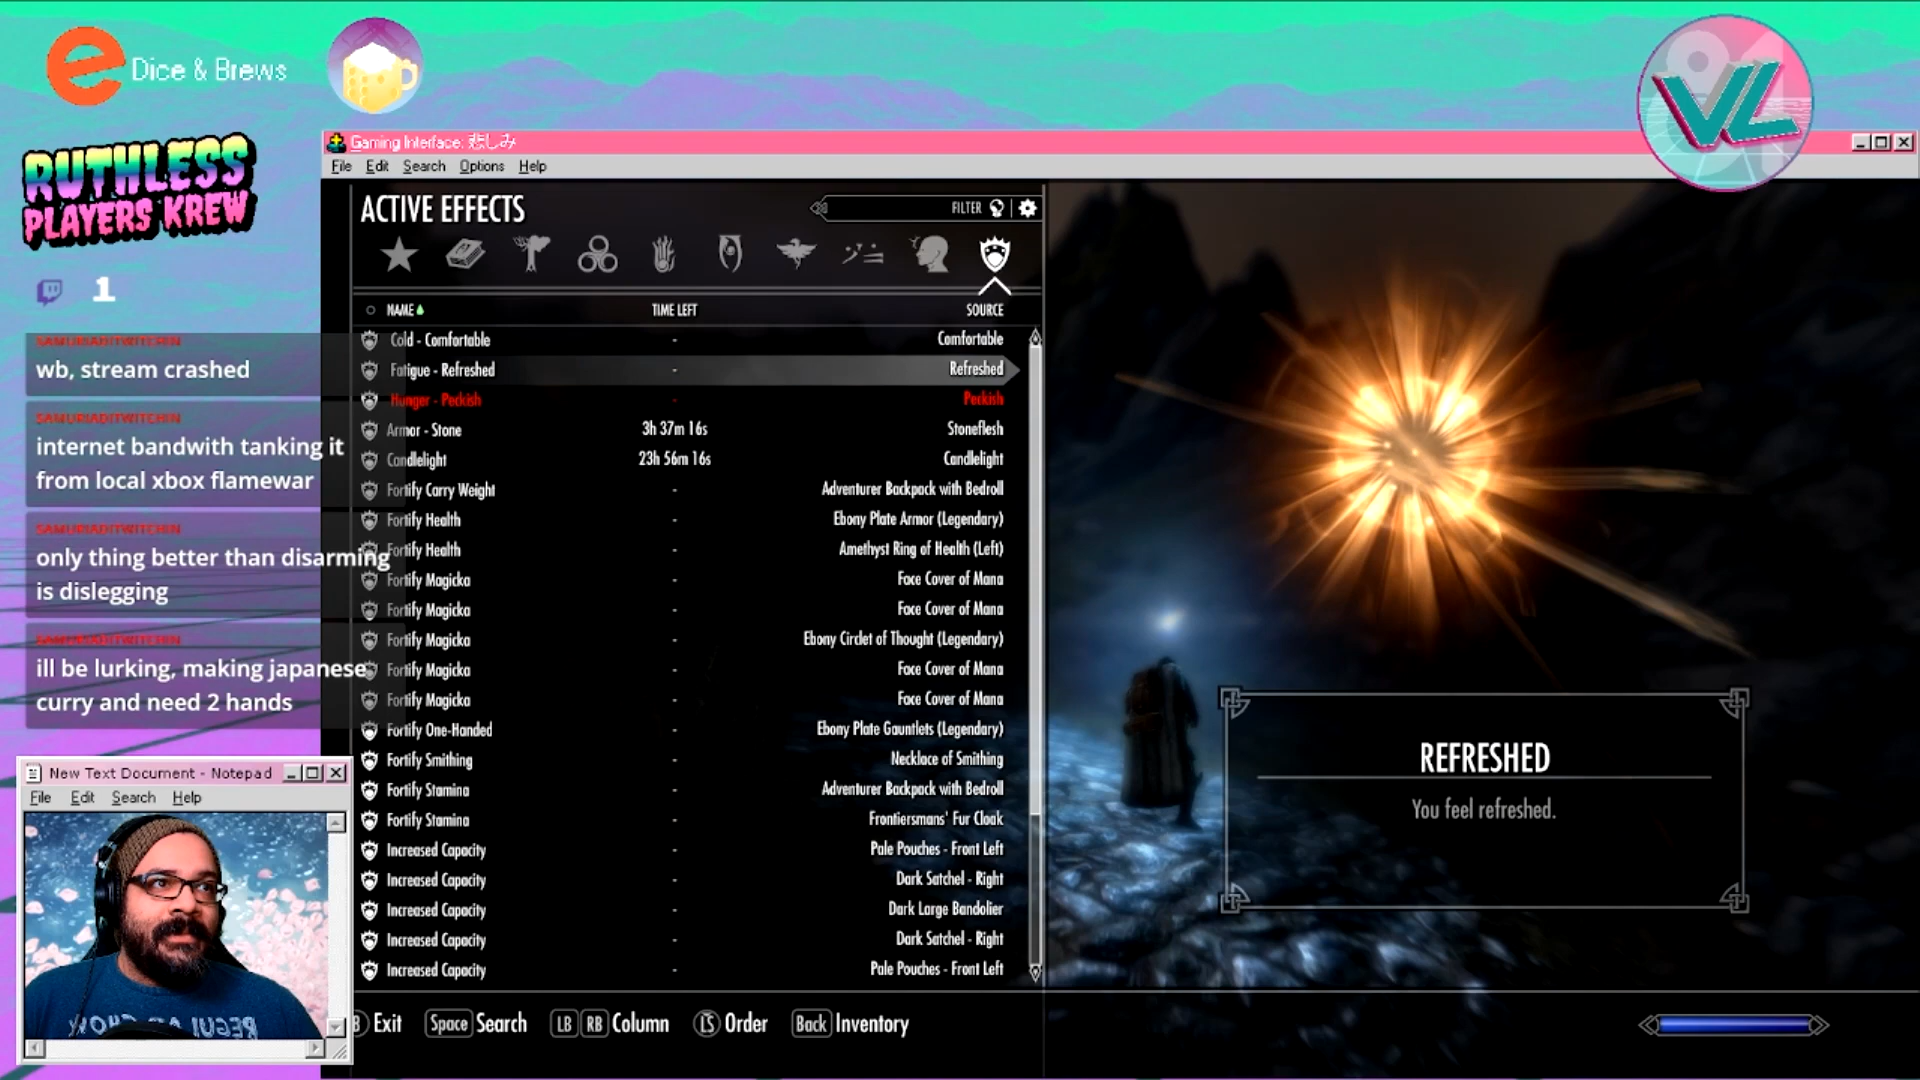 e Dice & Brews
VL
RUTHLESS
PLAYERS KREW
1
SAMURIADITWITCHIN
wb, stream crashed
SAMURIADITWITCHIN
internet bandwith tanking it
from local xbox flamewar
SAMURIADITWITCHIN
only thing better than disarming
is dislegging
SAMURIADITWITCHIN
ill be lurking, making japanese
curry and need 2 hands
Gaming Interface: 悲しみ
File Edit Search Options Help
ACTIVE EFFECTS
FILTER
NAME TIME LEFT SOURCE
Cold - Comfortable - Comfortable
Fatigue - Refreshed - Refreshed
Hunger - Peckish - Peckish
Armor - Stone 3h 37m 16s Stoneflesh
Candlelight 23h 56m 16s Candlelight
Fortify Carry Weight - Adventurer Backpack with Bedroll
Fortify Health - Ebony Plate Armor (Legendary)
Fortify Health - Amethyst Ring of Health (Left)
Fortify Magicka - Face Cover of Mana
Fortify Magicka - Face Cover of Mana
Fortify Magicka - Ebony Circlet of Thought (Legendary)
Fortify Magicka - Face Cover of Mana
Fortify Magicka - Face Cover of Mana
Fortify One-Handed - Ebony Plate Gauntlets (Legendary)
Fortify Smithing - Necklace of Smithing
Fortify Stamina - Adventurer Backpack with Bedroll
Fortify Stamina - Frontiersmans' Fur Cloak
Increased Capacity - Pale Pouches - Front Left
Increased Capacity - Dark Satchel - Right
Increased Capacity - Dark Large Bandolier
Increased Capacity - Dark Satchel - Right
Increased Capacity - Pale Pouches - Front Left
Exit Space Search LB RB Column LS Order Back Inventory
REFRESHED
You feel refreshed.
New Text Document - Notepad
File Edit Search Help